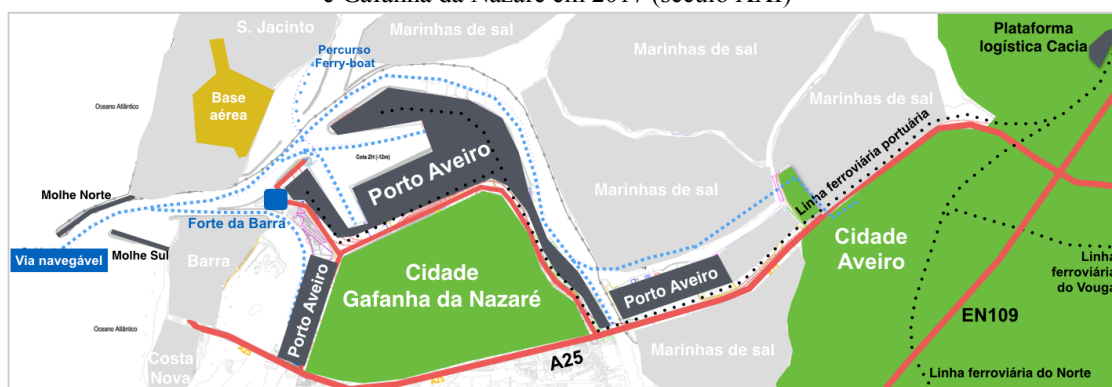 e Gafanha da Nazaré em 2017 (século XXI)
S. Jacinto
Marinhas de sal
Percurso
Ferry-boat
Marinhas de sal
Plataforma
logística Cacia
Oceano Atlântico
Base
aérea
Marinhas de sal
Cota ZH (-12m)
Porto Aveiro
Linha ferroviária portuária
Molhe Norte
Marinhas de sal
Forte da Barra
Via navegável
Molhe Sul
Barra
Cidade
Aveiro
Linha
ferroviária
do Vouga
Cidade
Gafanha da Nazaré
Porto Aveiro
Porto Aveiro
EN109
Oceano Atlântico
A25
A25
Marinhas de sal
Costa
Nova
A25
A25
Linha ferroviária do Norte